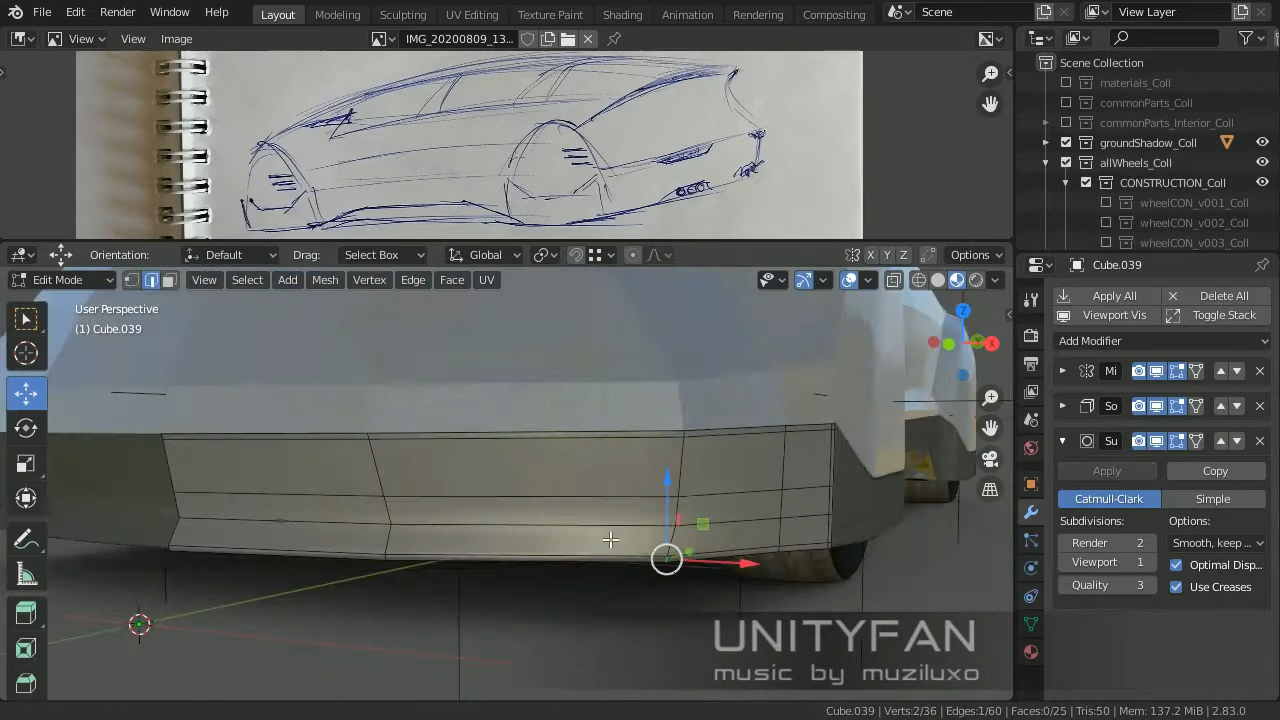 File Edit Render Window Help Layout Modeling Sculpting UV Editing Texture Paint Shading Animation Rendering Compositing Scene View Layer
View View Image IMG_20200809_13...
Scene Collection
materials_Coll
commonParts_Coll
commonParts_Interior_Coll
groundShadow_Coll
allWheels_Coll
CONSTRUCTION_Coll
wheelCON_v001_Coll
wheelCON_v002_Coll
wheelCON_v003_Coll
Orientation: Default Drag: Select Box Global X Y Z Options
Edit Mode View Select Add Mesh Vertex Edge Face UV
User Perspective
(1) Cube.039
Z
X
Cube.039
Apply All Delete All
Viewport Vis Toggle Stack
Add Modifier
Mi
So
Su
Apply Copy
Catmull-Clark Simple
Subdivisions: Options:
Render 2 Smooth, keep ...
Viewport 1 Optimal Disp...
Quality 3 Use Creases
UNITYFAN
music by muziluxo
Cube.039 | Verts:2/36 | Edges:1/60 | Faces:0/25 | Tris:50 | Mem: 137.2 MiB | 2.83.0